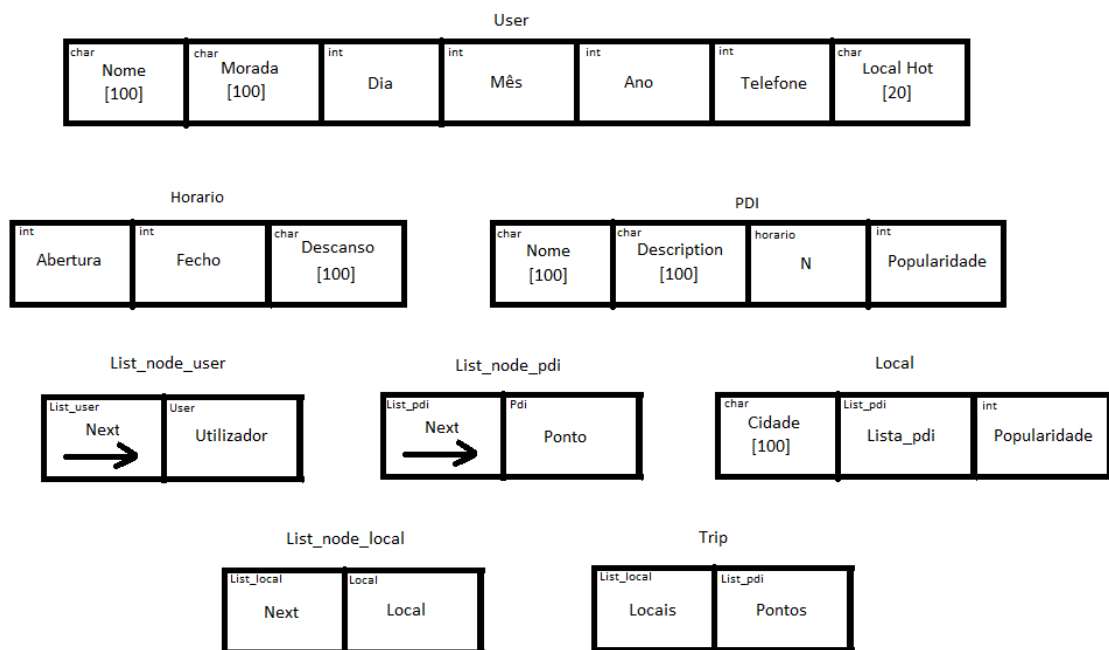 User
char
Nome
[100]
char
Morada
[100]
int
Dia
int
Mês
int
Ano
int
Telefone
char
Local Hot
[20]
Horario
int
Abertura
int
Fecho
char
Descanso
[100]
PDI
char
Nome
[100]
char
Description
[100]
horario
N
int
Popularidade
List_node_user
List_user
Next
User
Utilizador
List_node_pdi
List_pdi
Next
Pdi
Ponto
Local
char
Cidade
[100]
List_pdi
Lista_pdi
int
Popularidade
List_node_local
List_local
Next
Local
Local
Trip
List_local
Locais
List_pdi
Pontos